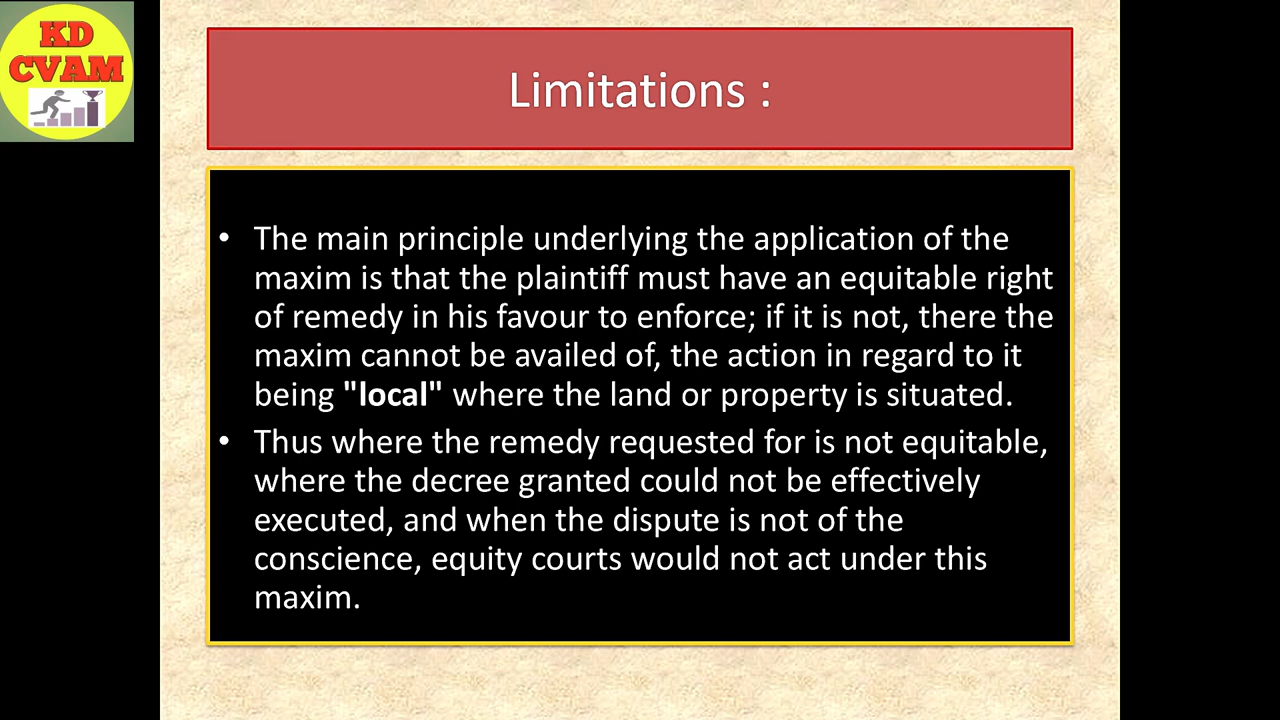 KD
CVAM
Limitations :
• The main principle underlying the application of the
maxim is that the plaintiff must have an equitable right
of remedy in his favour to enforce; if it is not, there the
maxim cannot be availed of, the action in regard to it
being "local" where the land or property is situated.
• Thus where the remedy requested for is not equitable,
where the decree granted could not be effectively
executed, and when the dispute is not of the
conscience, equity courts would not act under this
maxim.